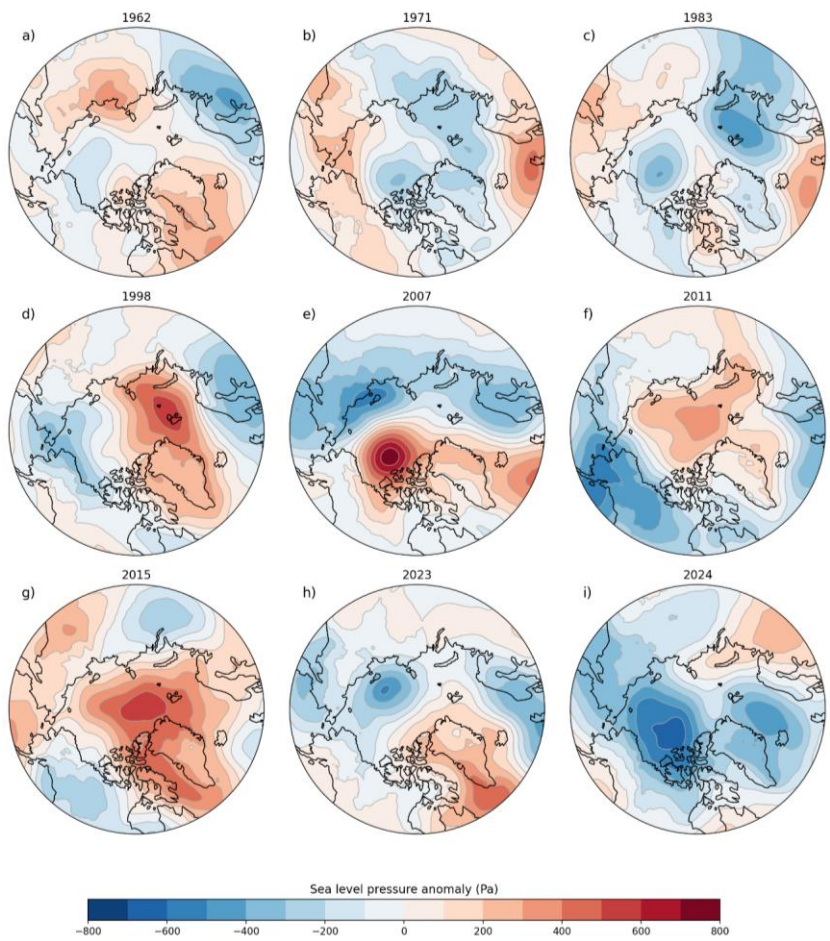 1962
1971
1983
a)
b)
c)
1998
2007
2011
d)
e)
f)
2015
2023
2024
g)
h)
i)
Sea level pressure anomaly (Pa)
−800
−600
−400
−200
0
200
400
600
800